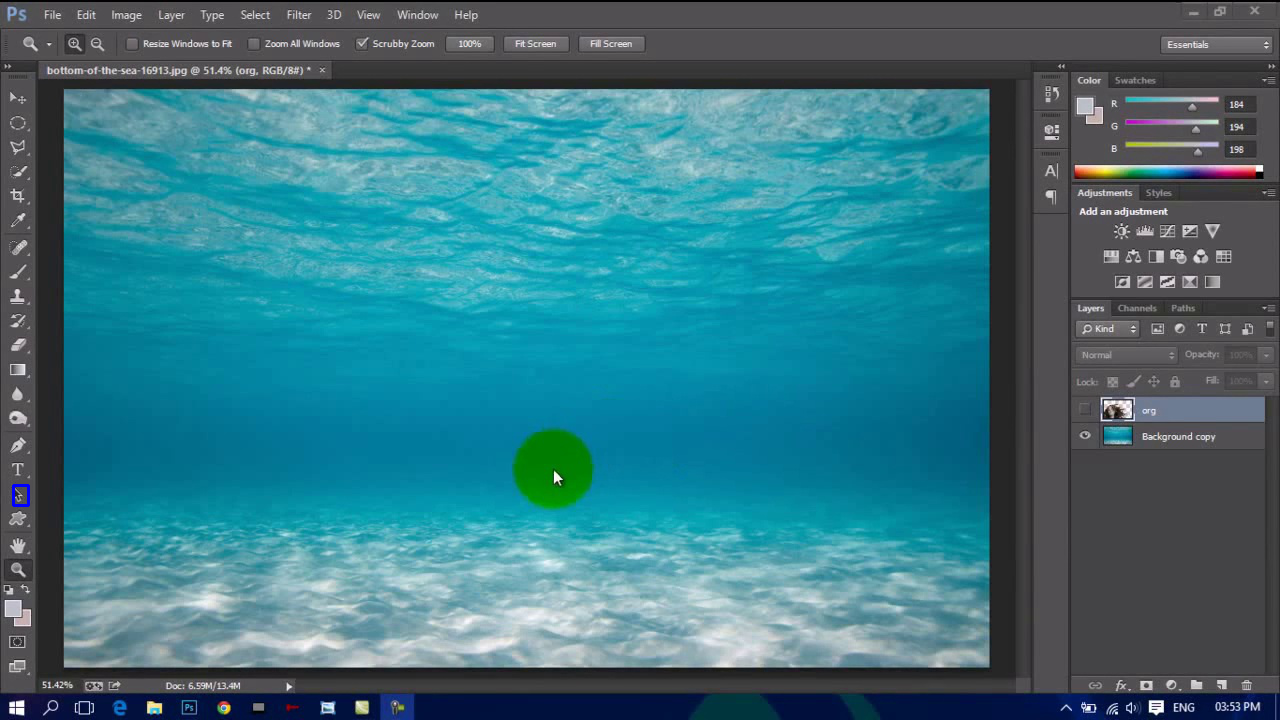 Ps File Edit Image Layer Type Select Filter 3D View Window Help
Resize Windows to Fit Zoom All Windows Scrubby Zoom 100% Fit Screen Fill Screen Essentials
bottom-of-the-sea-16913.jpg @ 51.4% (org, RGB/8#) *
Color Swatches
R 184
G 194
B 198
Adjustments Styles
Add an adjustment
Layers Channels Paths
Kind
Normal Opacity: 100%
Lock: Fill: 100%
org
Background copy
51.42% Doc: 6.59M/13.4M
ENG 03:53 PM